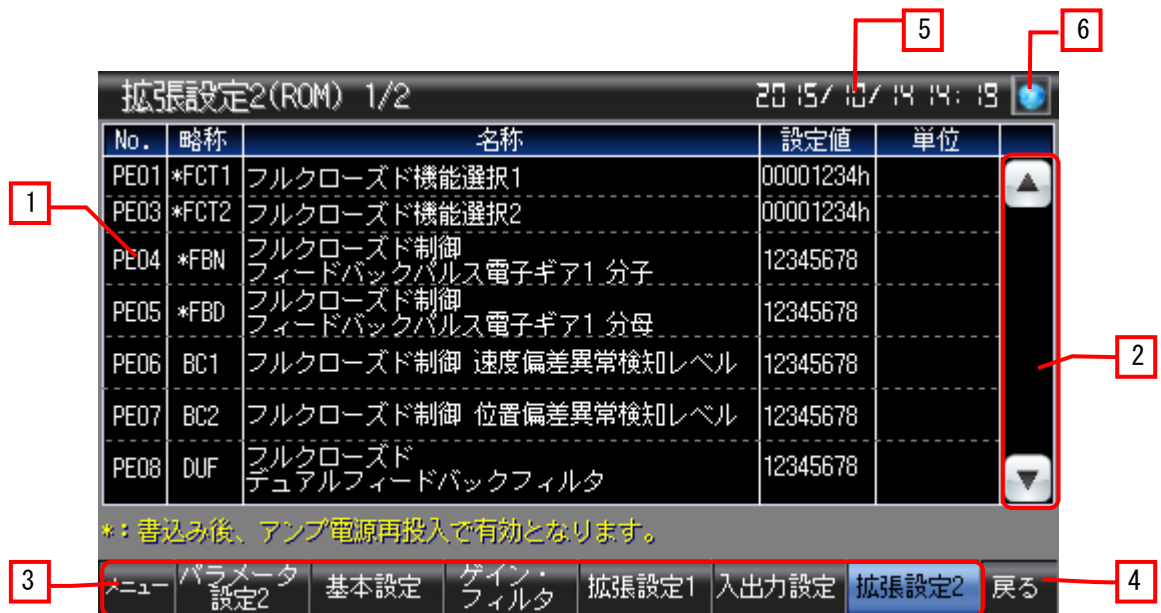 5
6
拡張設定2(ROM) 1/2 2015/10/14 14:19
No. 略称 名称 設定値 単位
PE01 *FCT1 フルクローズド機能選択1 00001234h
1
PE03 *FCT2 フルクローズド機能選択2 00001234h
PE04 *FBN フルクローズド制御
フィードバックパルス電子ギア1 分子 12345678
PE05 *FBD フルクローズド制御
フィードバックパルス電子ギア1 分母 12345678
PE06 BC1 フルクローズド制御 速度偏差異常検知レベル 12345678
2
PE07 BC2 フルクローズド制御 位置偏差異常検知レベル 12345678
PE08 DUF フルクローズド
デュアルフィードバックフィルタ 12345678
*:書込み後、アンプ電源再投入で有効となります。
3
メニュー パラメータ
設定2 基本設定 ゲイン・
フィルタ 拡張設定1 入出力設定 拡張設定2 戻る
4